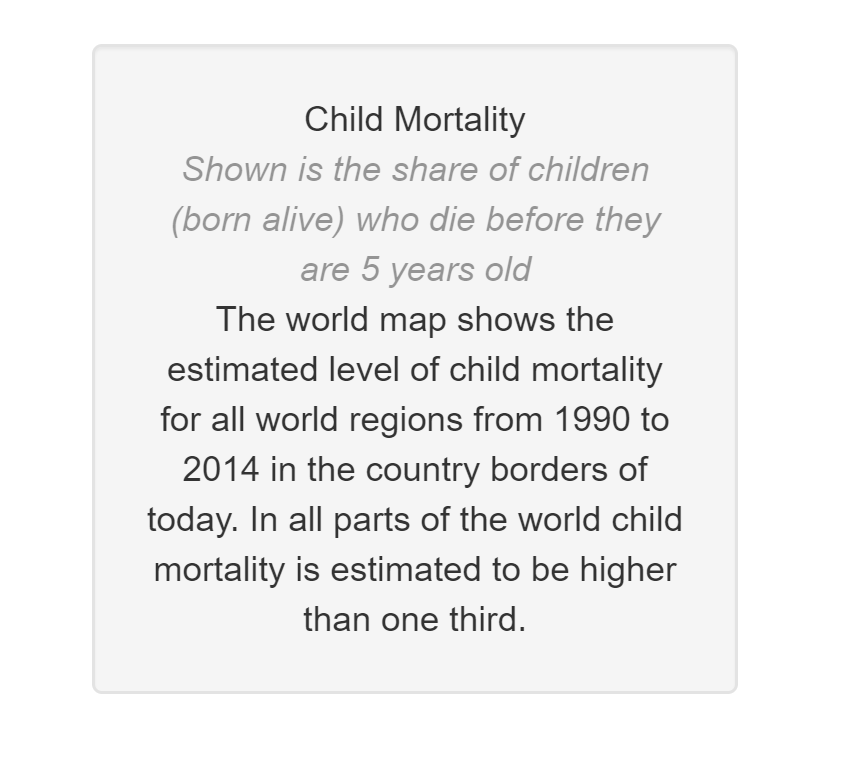 Child Mortality
Shown is the share of children
(born alive) who die before they
are 5 years old
The world map shows the
estimated level of child mortality
for all world regions from 1990 to
2014 in the country borders of
today. In all parts of the world child
mortality is estimated to be higher
than one third.